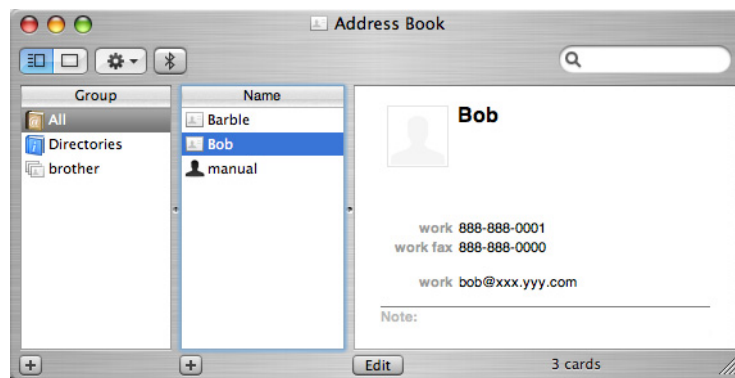 Address Book
Group
Name
All
Directories
brother
Barble
Bob
manual
Bob
work 888-888-0001
work fax 888-888-0000
work bob@xxx.yyy.com
Note:
Edit
3 cards